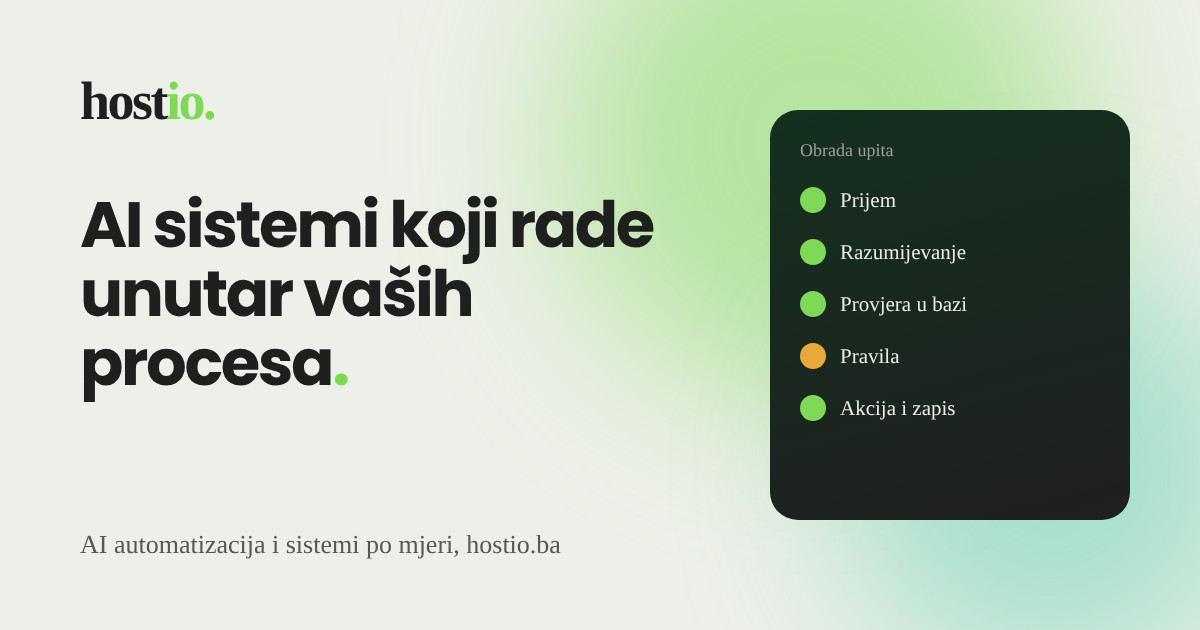 hostio.
AI sistemi koji rade
unutar vaših
procesa.
AI automatizacija i sistemi po mjeri, hostio.ba
Obrada upita
Prijem
Razumijevanje
Provjera u bazi
Pravila
Akcija i zapis